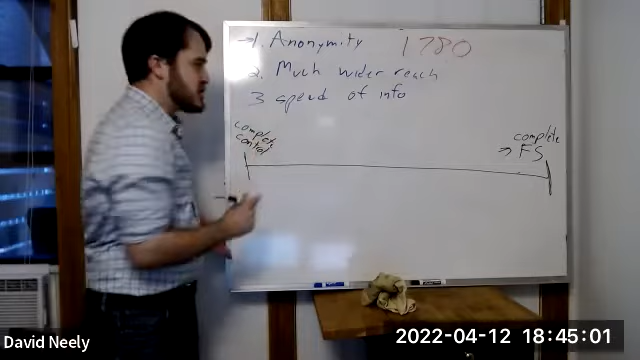 →1. Anonymity
1780
2. Much wider reach
3 speed of info
complete
control
complete
→ FS
David Neely
2022-04-12 18:45:01